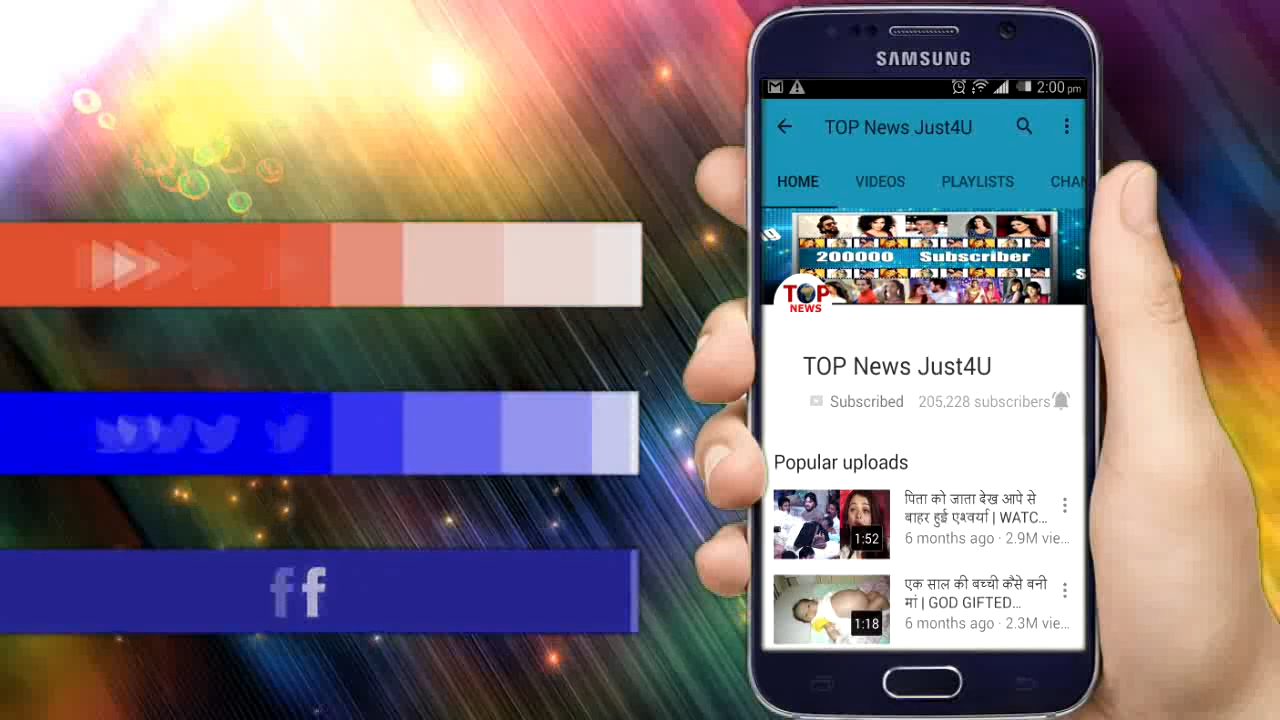 SAMSUNG
2:00 pm
TOP News Just4U
HOME VIDEOS PLAYLISTS CHAN
200000 Subscriber
TOP
NEWS
TOP News Just4U
Subscribed 205,228 subscribers
Popular uploads
पिता को जाता देख आपे से
बाहर हुई एश्वर्या | WATC...
1:52
6 months ago · 2.9M vie...
एक साल की बच्ची कैसे बनी
मां | GOD GIFTED...
1:18
6 months ago · 2.3M vie...
f f